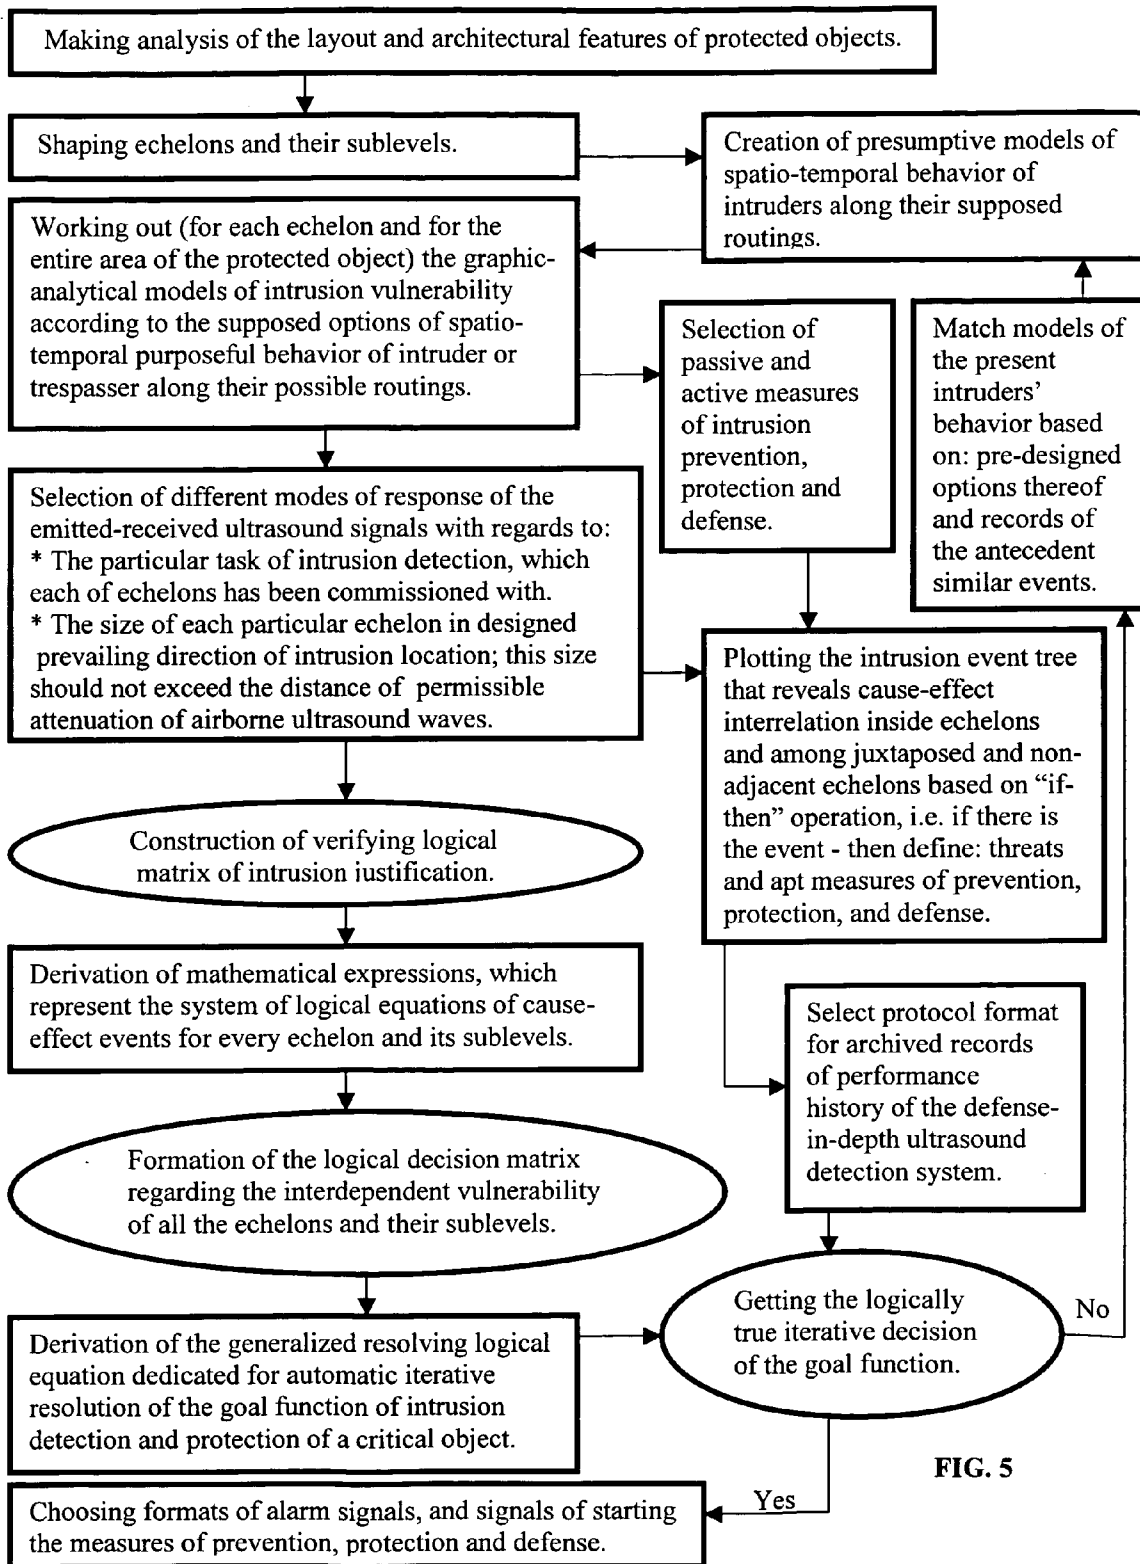 Making analysis of the layout and architectural features of protected objects.
Shaping echelons and their sublevels.
Creation of presumptive models of
spatio-temporal behavior of
intruders along their supposed
routings.
Working out (for each echelon and for the
entire area of the protected object) the graphic-
analytical models of intrusion vulnerability
according to the supposed options of spatio-
temporal purposeful behavior of intruder or
trespasser along their possible routings.
Selection of
passive and
active measures
of intrusion
prevention,
protection and
defense.
Match models of
the present
intruders’
behavior based
on: pre-designed
options thereof
and records of
the antecedent
similar events.
Selection of different modes of response of the
emitted-received ultrasound signals with regards to:
* The particular task of intrusion detection, which
each of echelons has been commissioned with.
* The size of each particular echelon in designed
prevailing direction of intrusion location; this size
should not exceed the distance of permissible
attenuation of airborne ultrasound waves.
Plotting the intrusion event tree
that reveals cause-effect
interrelation inside echelons
and among juxtaposed and non-
adjacent echelons based on “if-
then” operation, i.e. if there is
the event - then define: threats
and apt measures of prevention,
protection, and defense.
Construction of verifying logical
matrix of intrusion justification.
Derivation of mathematical expressions, which
represent the system of logical equations of cause-
effect events for every echelon and its sublevels.
Select protocol format
for archived records
of performance
history of the defense-
in-depth ultrasound
detection system.
Formation of the logical decision matrix
regarding the interdependent vulnerability
of all the echelons and their sublevels.
Getting the logically
true iterative decision
of the goal function.
No
Derivation of the generalized resolving logical
equation dedicated for automatic iterative
resolution of the goal function of intrusion
detection and protection of a critical object.
FIG. 5
Yes
Choosing formats of alarm signals, and signals of starting
the measures of prevention, protection and defense.